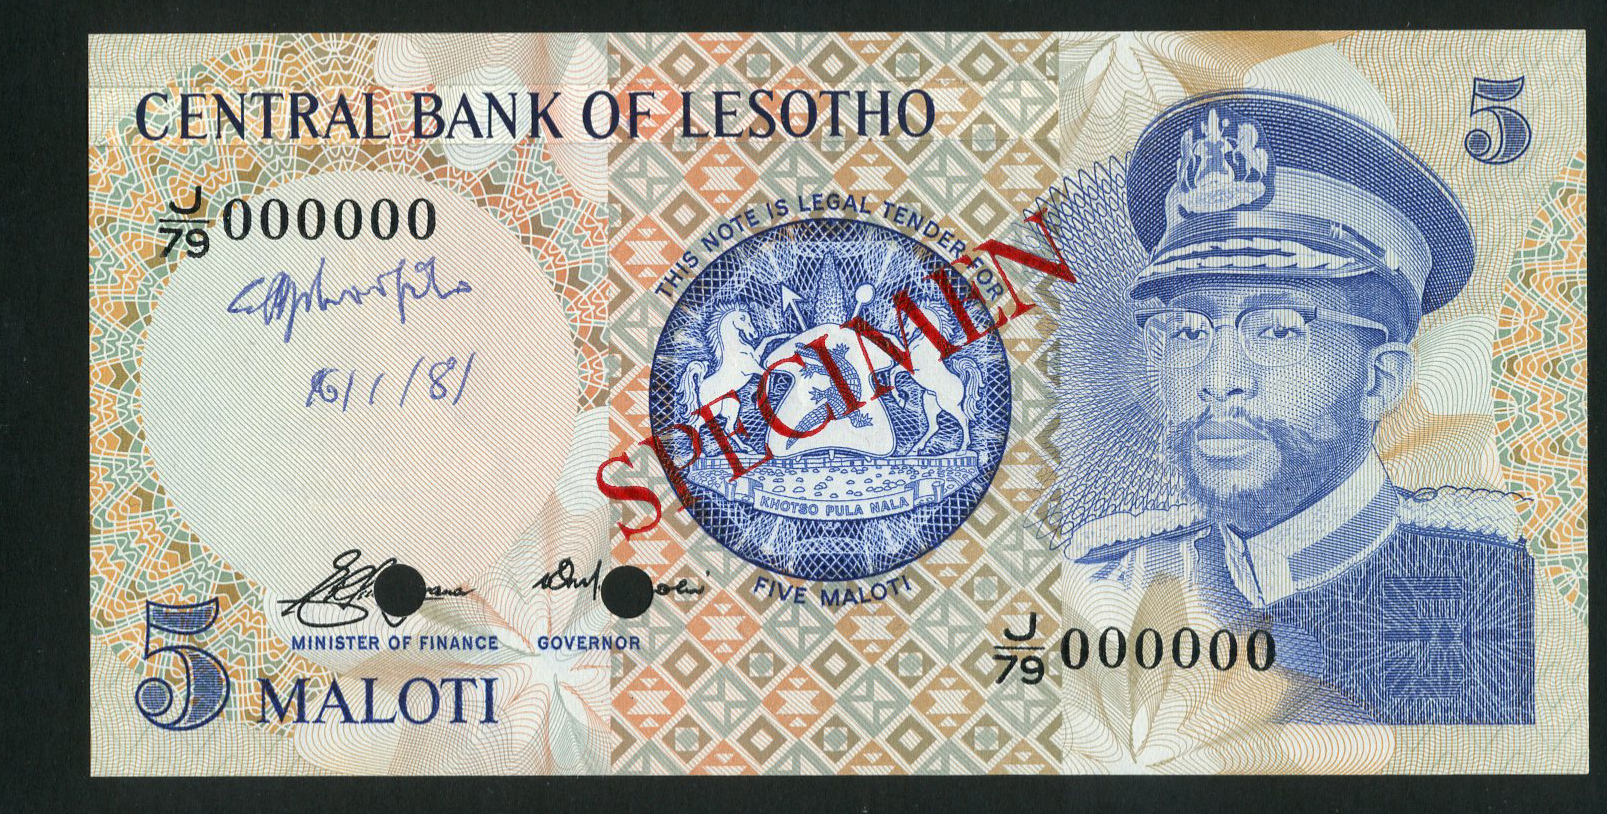 CENTRAL BANK OF LESOTHO
5
J/79 000000
16/1/81
THIS NOTE IS LEGAL TENDER FOR
SPECIMEN
KHOTSO PULA NALA
FIVE MALOTI
MINISTER OF FINANCE
GOVERNOR
J/79 000000
5 MALOTI